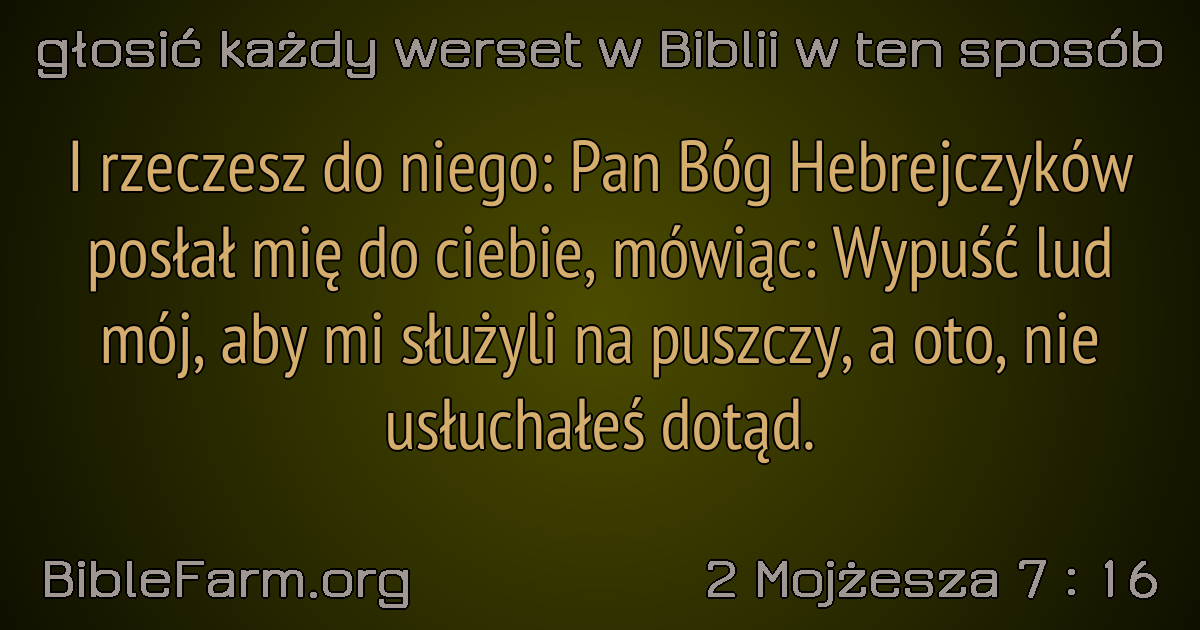 głosić każdy werset w Biblii w ten sposób
I rzeczesz do niego: Pan Bóg Hebrejczyków
posłał mię do ciebie, mówiąc: Wypuść lud
mój, aby mi służyli na puszczy, a oto, nie
usłuchałeś dotąd.
BibleFarm.org
2 Mojżesza 7 : 16